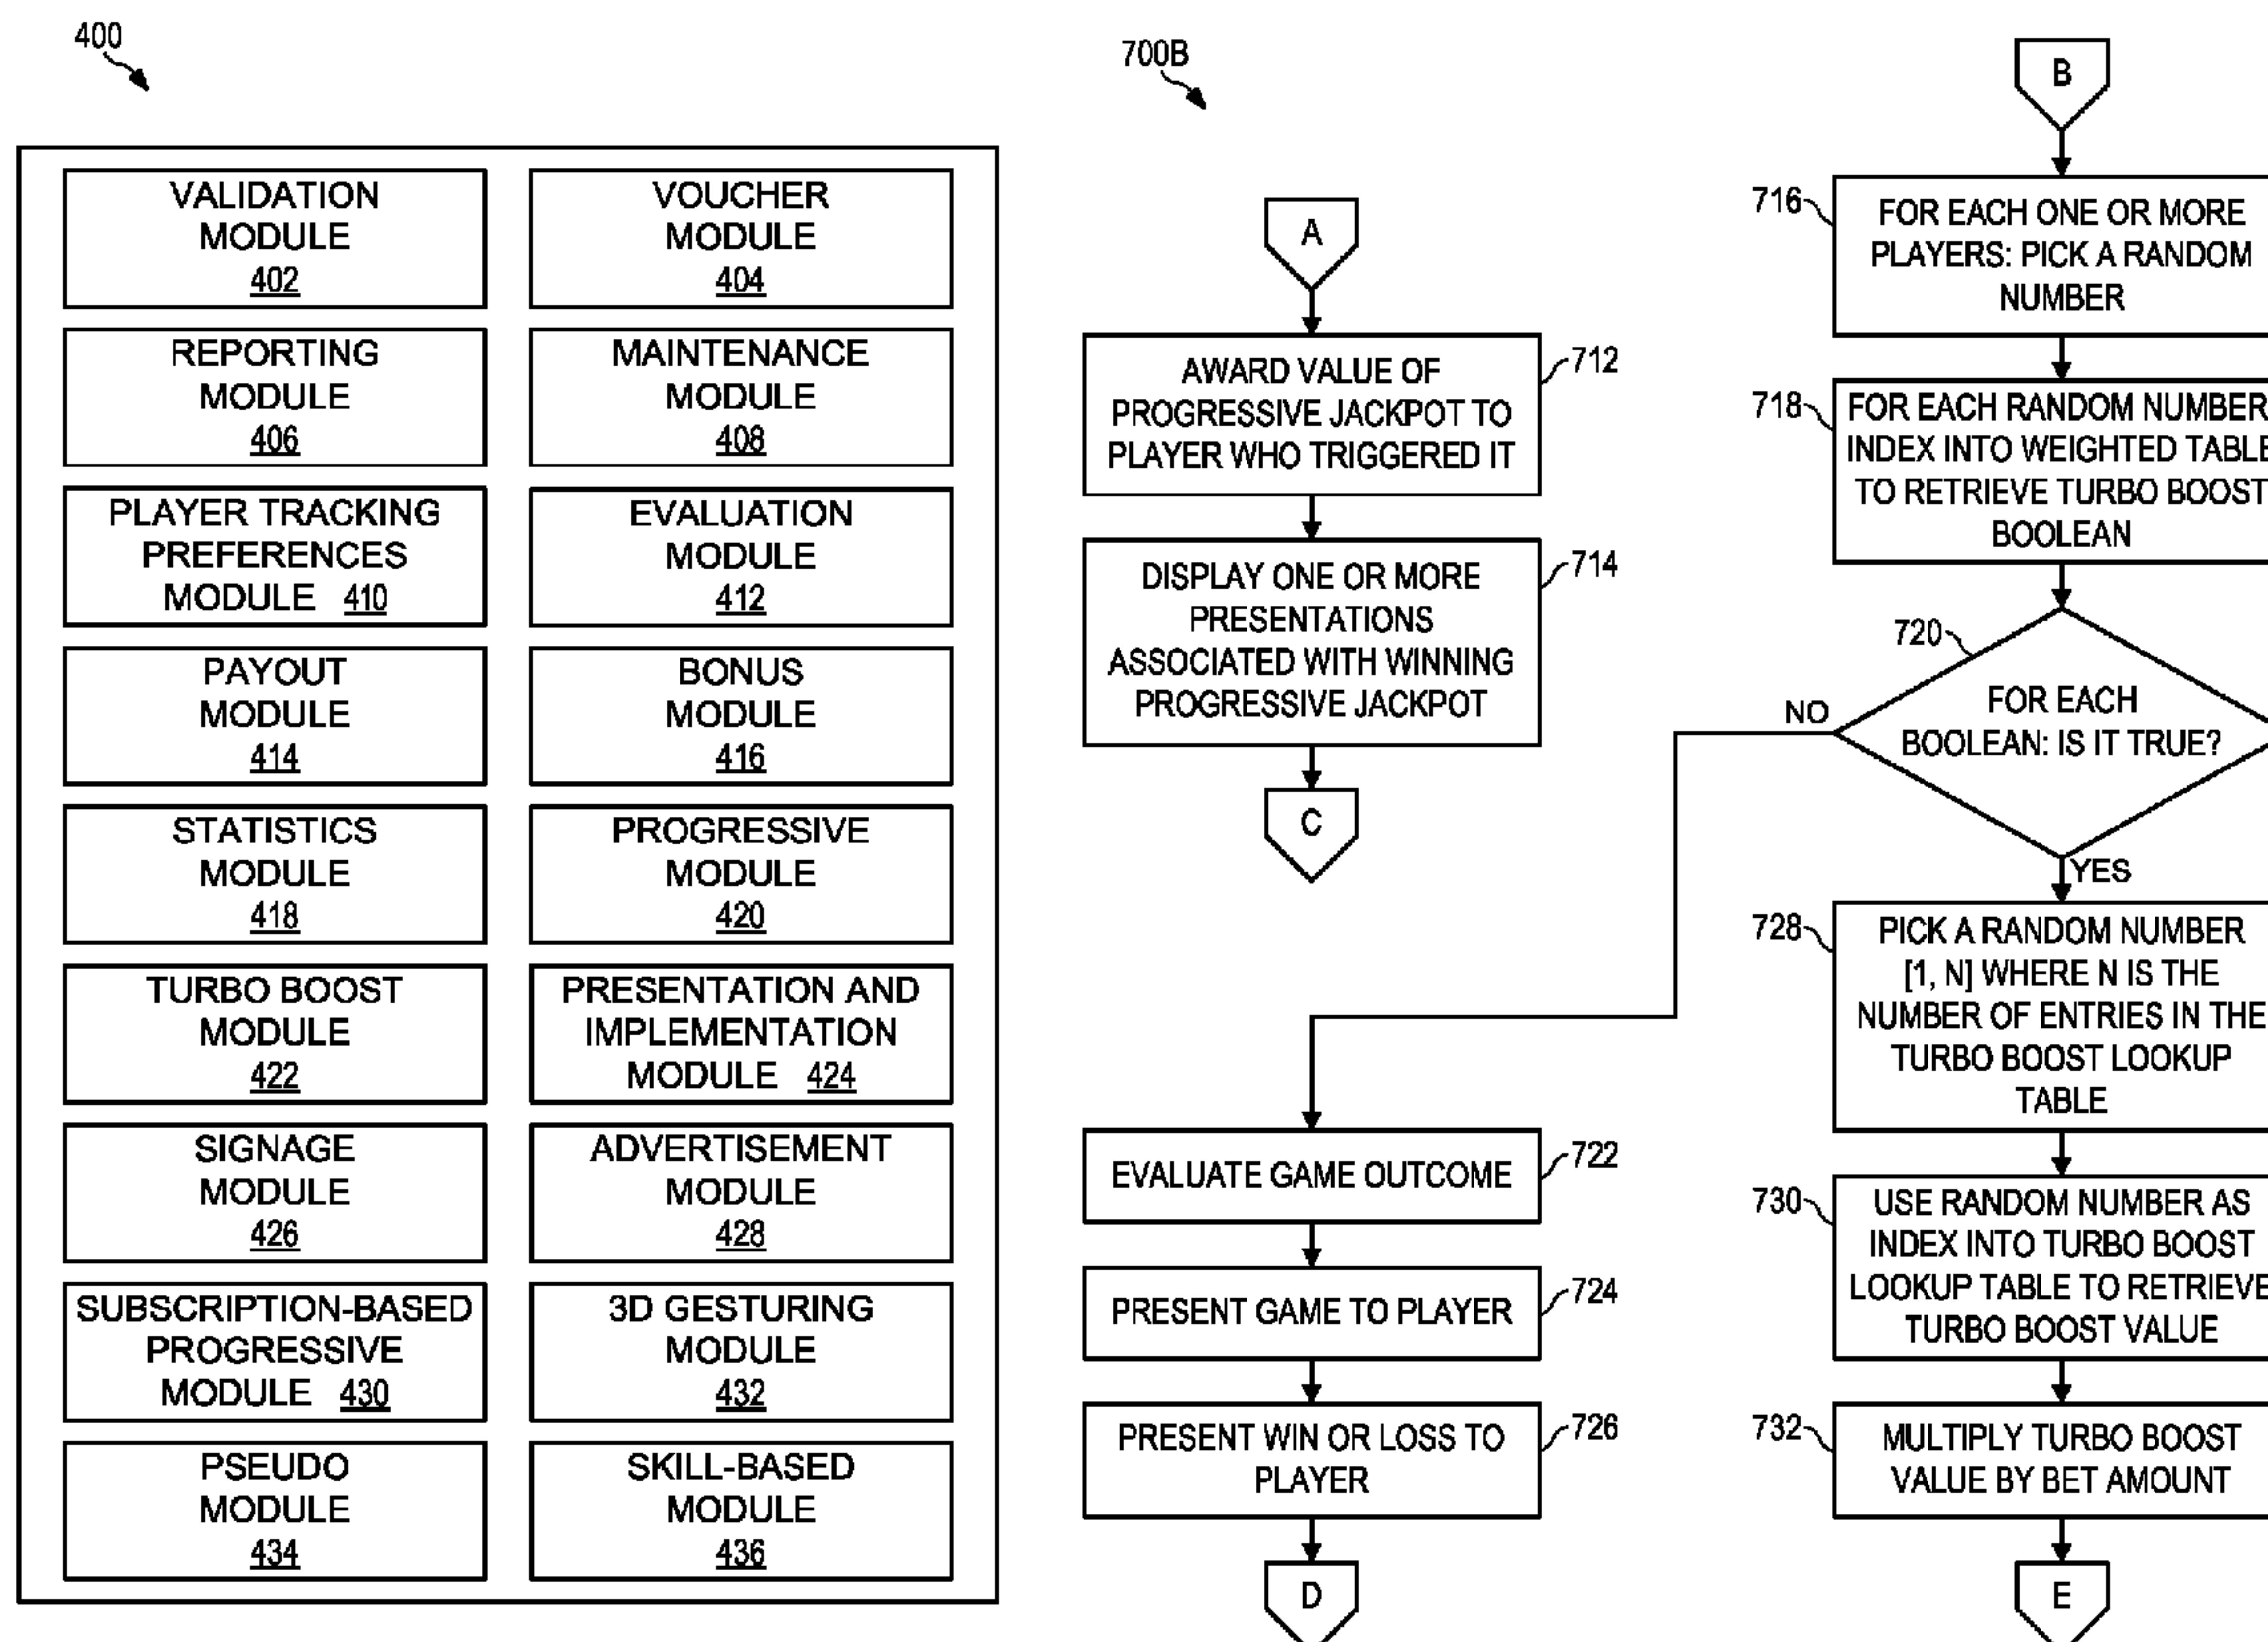 400
VALIDATION
MODULE
402
VOUCHER
MODULE
404
REPORTING
MODULE
406
MAINTENANCE
MODULE
408
PLAYER TRACKING
PREFERENCES
MODULE 410
EVALUATION
MODULE
412
PAYOUT
MODULE
414
BONUS
MODULE
416
STATISTICS
MODULE
418
PROGRESSIVE
MODULE
420
TURBO BOOST
MODULE
422
PRESENTATION AND
IMPLEMENTATION
MODULE 424
SIGNAGE
MODULE
426
ADVERTISEMENT
MODULE
428
SUBSCRIPTION-BASED
PROGRESSIVE
MODULE 430
3D GESTURING
MODULE
432
PSEUDO
MODULE
434
SKILL-BASED
MODULE
436
700B
A
AWARD VALUE OF
PROGRESSIVE JACKPOT TO
PLAYER WHO TRIGGERED IT
712
DISPLAY ONE OR MORE
PRESENTATIONS
ASSOCIATED WITH WINNING
PROGRESSIVE JACKPOT
714
C
EVALUATE GAME OUTCOME
722
PRESENT GAME TO PLAYER
724
PRESENT WIN OR LOSS TO
PLAYER
726
D
B
716
FOR EACH ONE OR MORE
PLAYERS: PICK A RANDOM
NUMBER
718
FOR EACH RANDOM NUMBER
INDEX INTO WEIGHTED TABLE
TO RETRIEVE TURBO BOOST
BOOLEAN
720
FOR EACH
BOOLEAN: IS IT TRUE?
NO
YES
728
PICK A RANDOM NUMBER
[1, N] WHERE N IS THE
NUMBER OF ENTRIES IN THE
TURBO BOOST LOOKUP
TABLE
730
USE RANDOM NUMBER AS
INDEX INTO TURBO BOOST
LOOKUP TABLE TO RETRIEVE
TURBO BOOST VALUE
732
MULTIPLY TURBO BOOST
VALUE BY BET AMOUNT
E